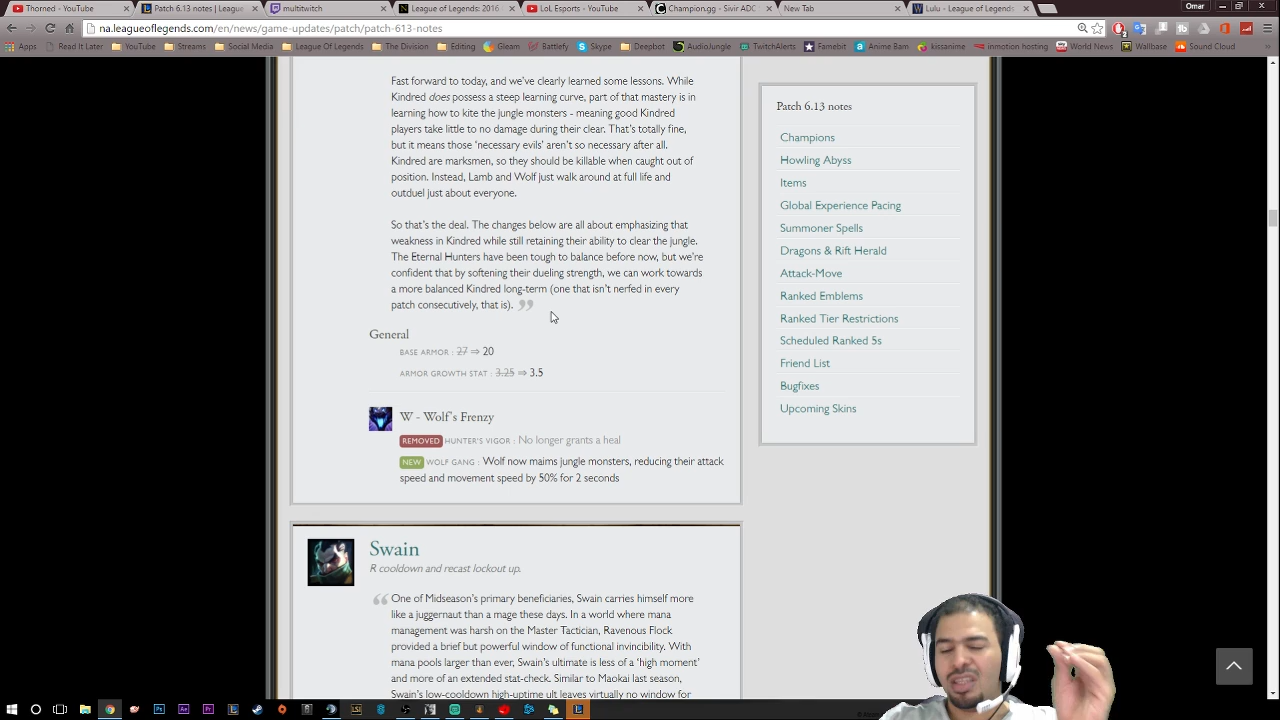 Thorned - YouTube
Patch 6.13 notes | League
multitwitch
League of Legends: 2016
LoL Esports - YouTube
Champion.gg - Sivir ADC
New Tab
Lulu - League of Legends
Omar
na.leagueoflegends.com/en/news/game-updates/patch/patch-613-notes
Apps Read It Later YouTube Streams Social Media League Of Legends The Division Editing Gleam Battlefy Skype Deepbot AudioJungle TwitchAlerts Famebit Anime Bam kissanime inmotion hosting World News Wallbase Sound Cloud
Fast forward to today, and we've clearly learned some lessons. While
Kindred does possess a steep learning curve, part of that mastery is in
learning how to kite the jungle monsters - meaning good Kindred
players take little to no damage during their clear. That's totally fine,
but it means those 'necessary evils' aren't so necessary after all.
Kindred are marksmen, so they should be killable when caught out of
position. Instead, Lamb and Wolf just walk around at full life and
outduel just about everyone.
So that's the deal. The changes below are all about emphasizing that
weakness in Kindred while still retaining their ability to clear the jungle.
The Eternal Hunters have been tough to balance before now, but we're
confident that by softening their dueling strength, we can work towards
a more balanced Kindred long-term (one that isn't nerfed in every
patch consecutively, that is).
General
BASE ARMOR : 27 ⇒ 20
ARMOR GROWTH STAT : 3.25 ⇒ 3.5
W - Wolf's Frenzy
REMOVED HUNTER'S VIGOR : No longer grants a heal
NEW WOLF GANG : Wolf now maims jungle monsters, reducing their attack
speed and movement speed by 50% for 2 seconds
Swain
R cooldown and recast lockout up.
One of Midseason's primary beneficiaries, Swain carries himself more
like a juggernaut than a mage these days. In a world where mana
management was harsh on the Master Tactician, Ravenous Flock
provided a brief but powerful window of functional invincibility. With
mana pools larger than ever, Swain's ultimate is less of a 'high moment'
and more of an extended stat-check. Similar to Maokai last season,
Swain's low-cooldown high-uptime ult leaves virtually no window for
Patch 6.13 notes
Champions
Howling Abyss
Items
Global Experience Pacing
Summoner Spells
Dragons & Rift Herald
Attack-Move
Ranked Emblems
Ranked Tier Restrictions
Scheduled Ranked 5s
Friend List
Bugfixes
Upcoming Skins